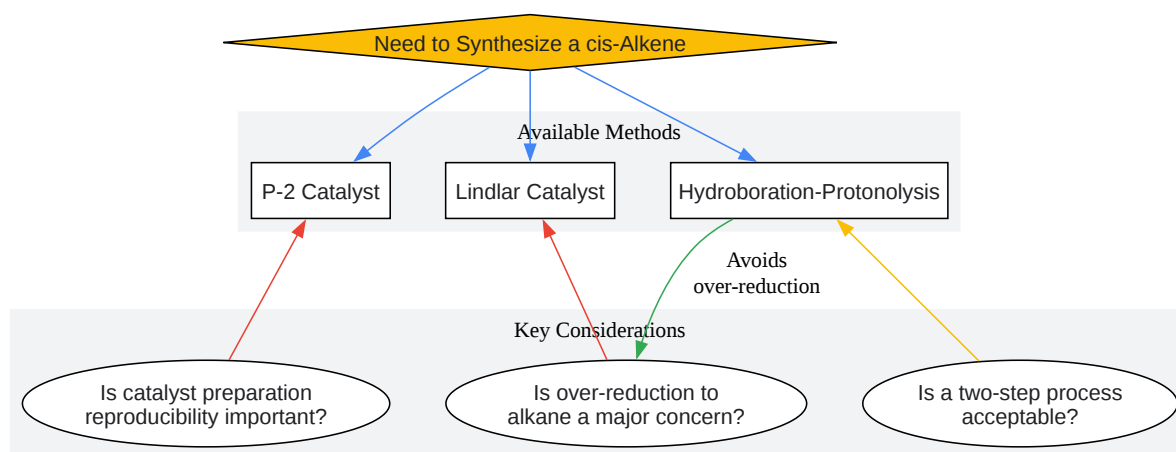 Need to Synthesize a cis-Alkene
Available Methods
P-2 Catalyst
Lindlar Catalyst
Hydroboration-Protonolysis
Avoids
over-reduction
Key Considerations
Is catalyst preparation
reproducibility important?
Is over-reduction to
alkane a major concern?
Is a two-step process
acceptable?